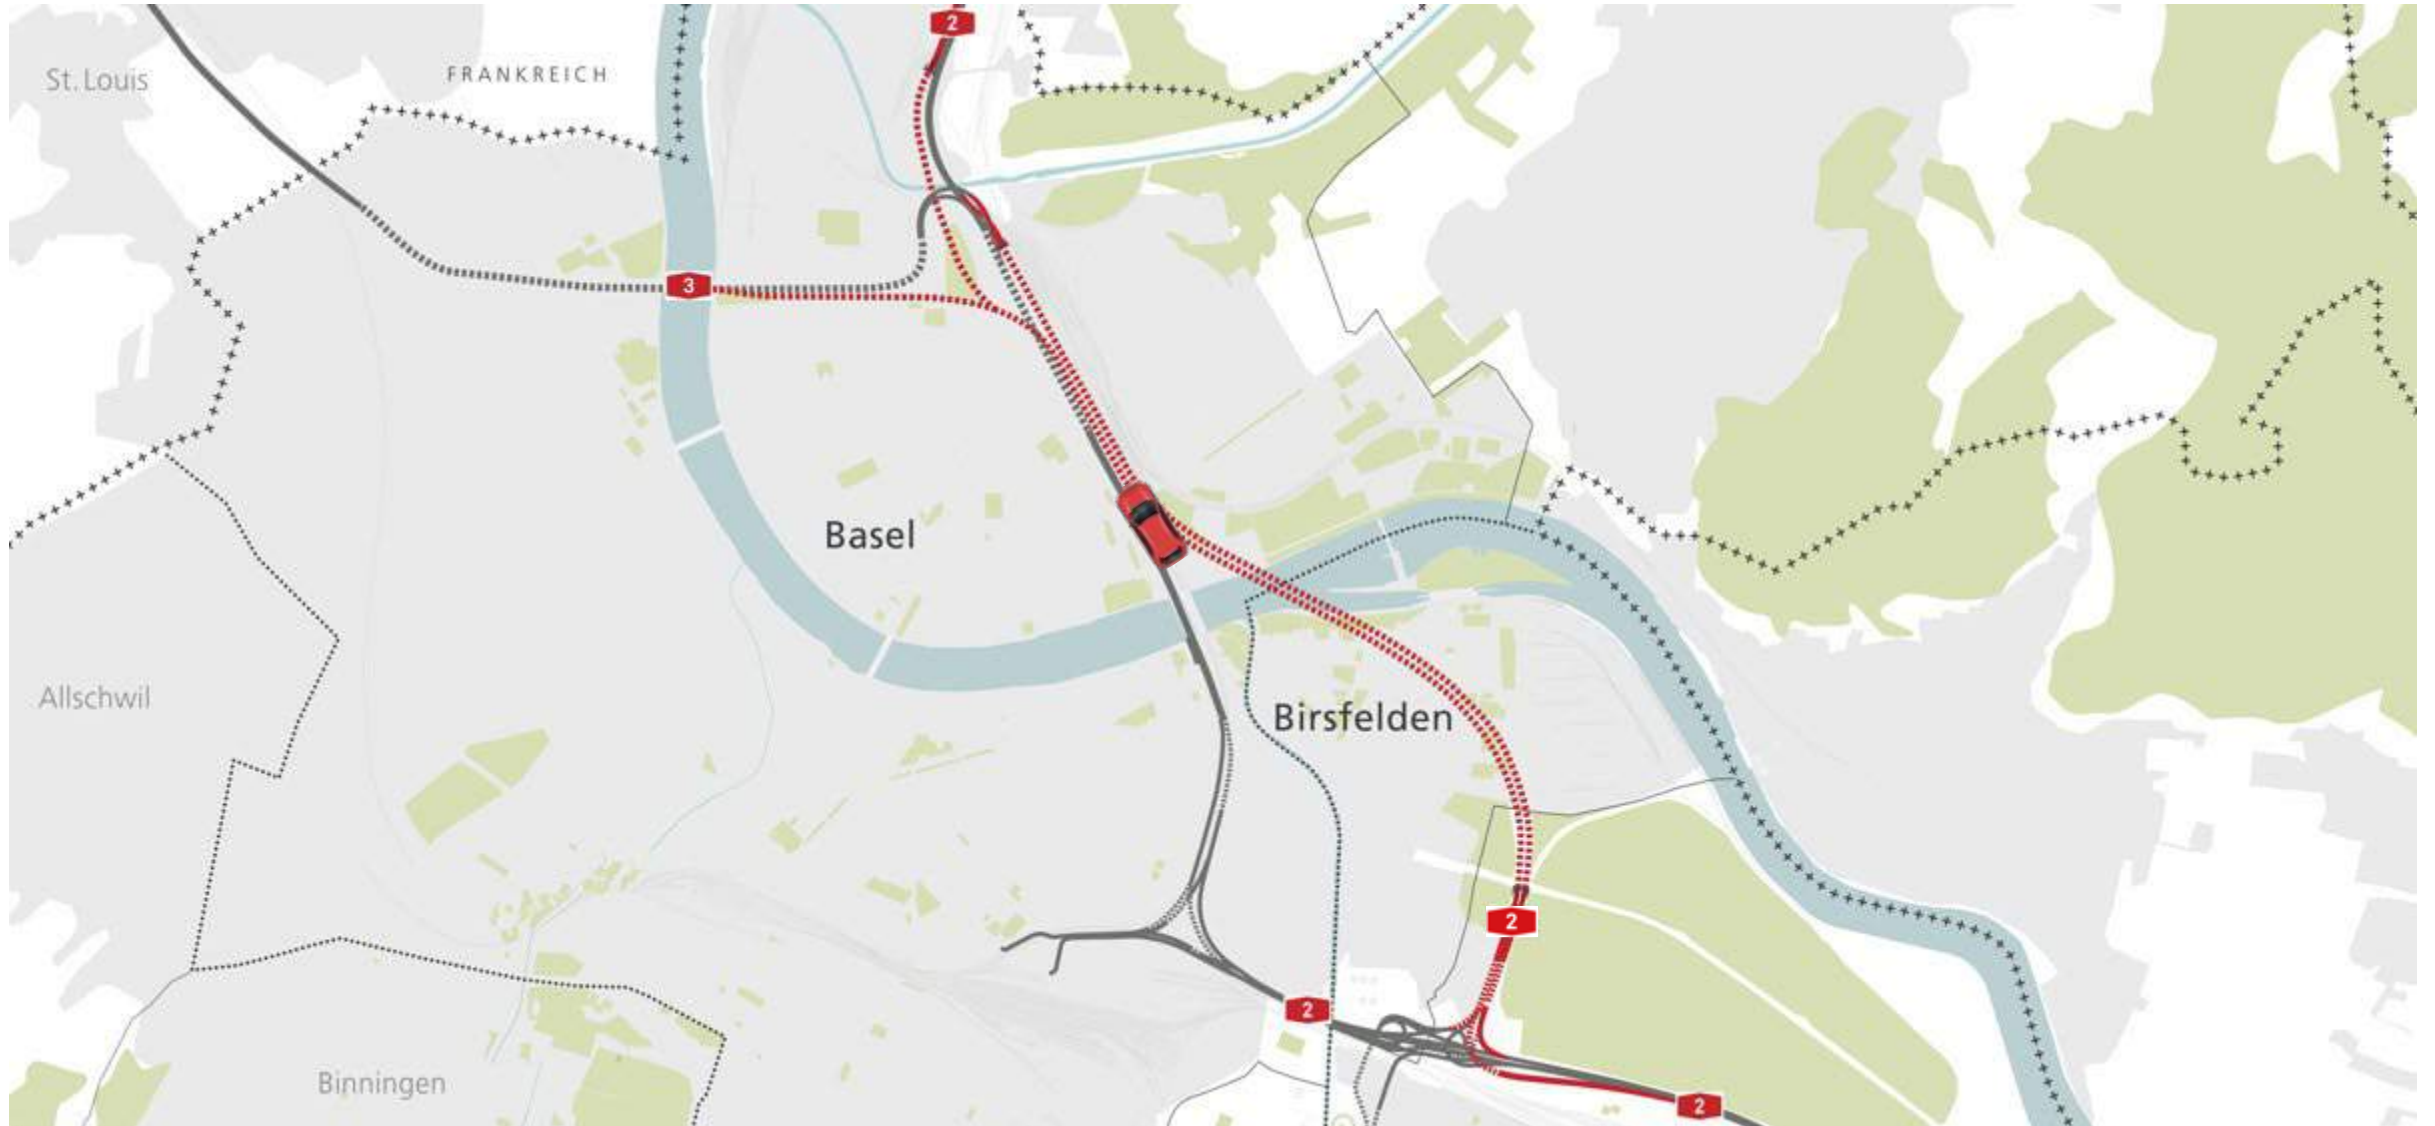 2
St. Louis
FRANKREICH
3
Basel
Allschwil
Birsfelden
2
2
Binningen
2